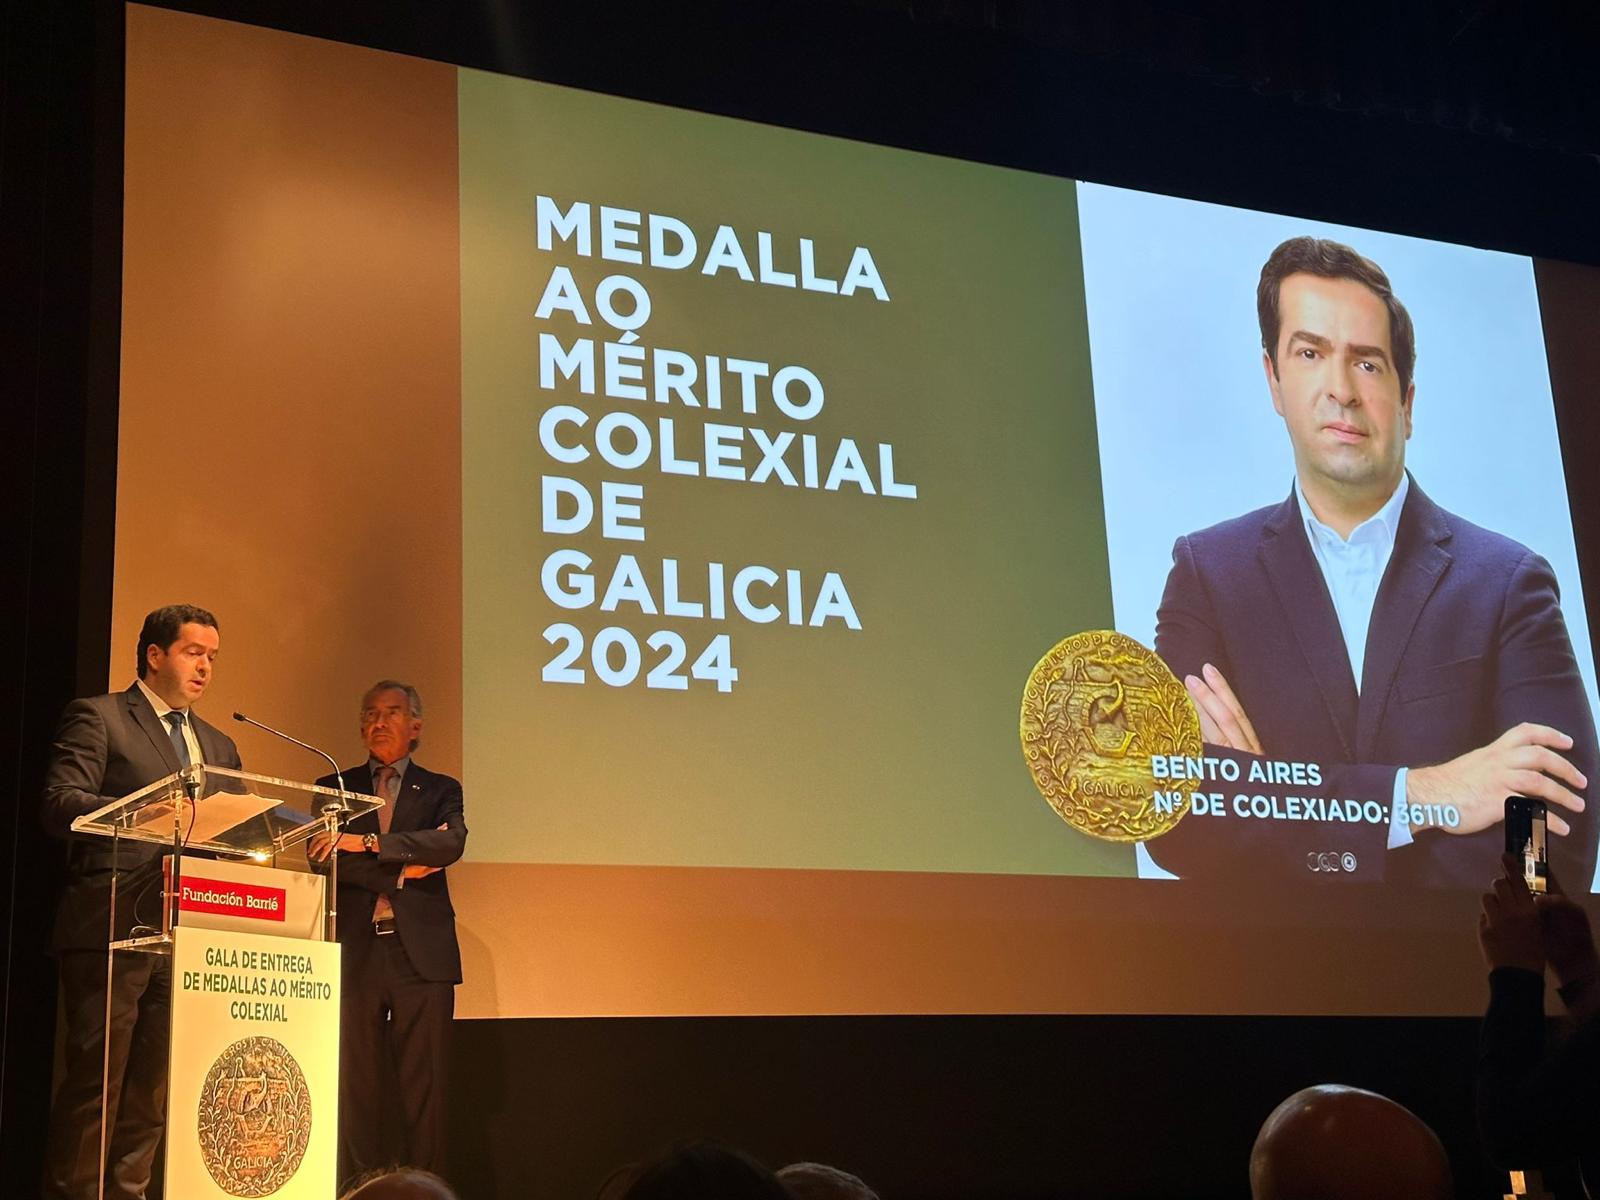 MEDALLA
AO
MÉRITO
COLEXIAL
DE
GALICIA
2024
BENTO AIRES
Nº DE COLEXIADO: 36110
GALICIA
Fundación Barrié
GALA DE ENTREGA
DE MEDALLAS AO MÉRITO
COLEXIAL
GALICIA